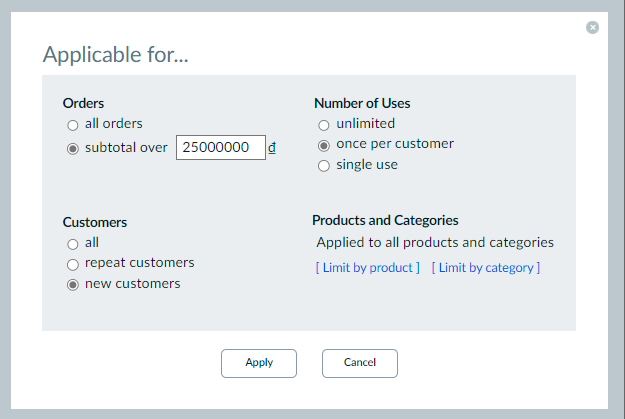 Applicable for...
Orders
all orders
subtotal over 25000000 ₫
Number of Uses
unlimited
once per customer
single use
Customers
all
repeat customers
new customers
Products and Categories
Applied to all products and categories
[ Limit by product ] [ Limit by category ]
Apply
Cancel